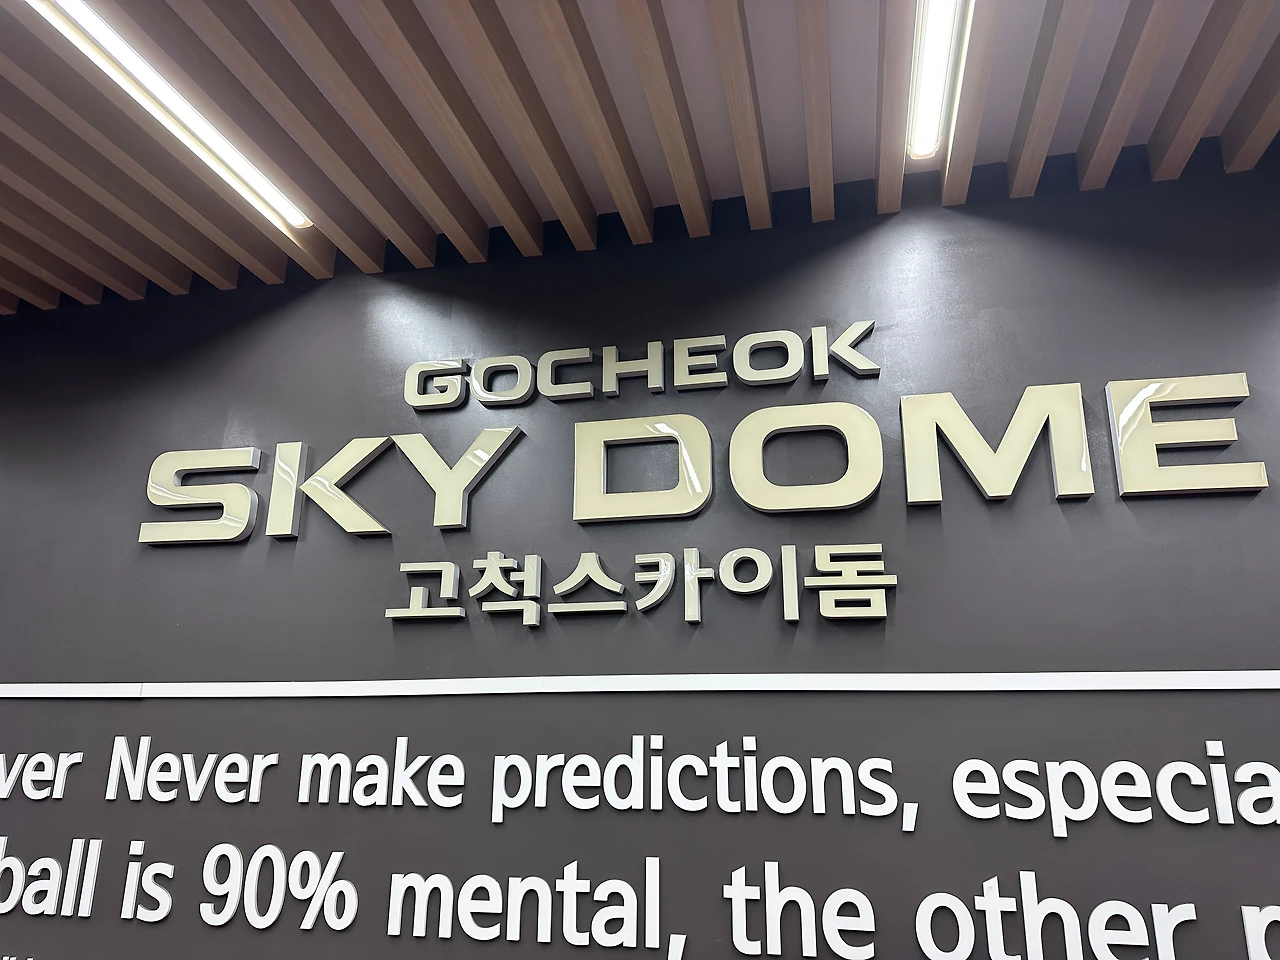 GOCHEOK
SKY DOME
고척스카이돔
ver Never make predictions, especia
ball is 90% mental, the other